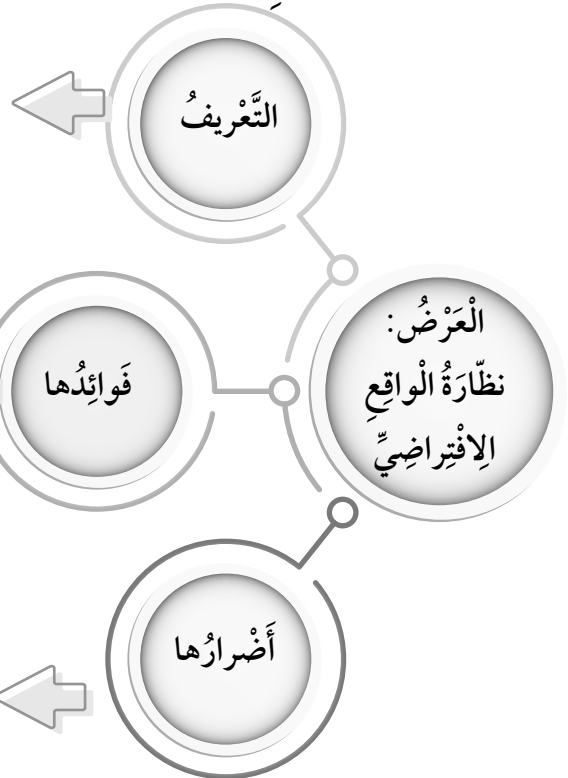 التَّعْريفُ
الْعَرْضُ:
نظّارَةُ الْواقِعِ
الِافْتِراضِيِّ
فَوائِدُها
أَضْرارُها